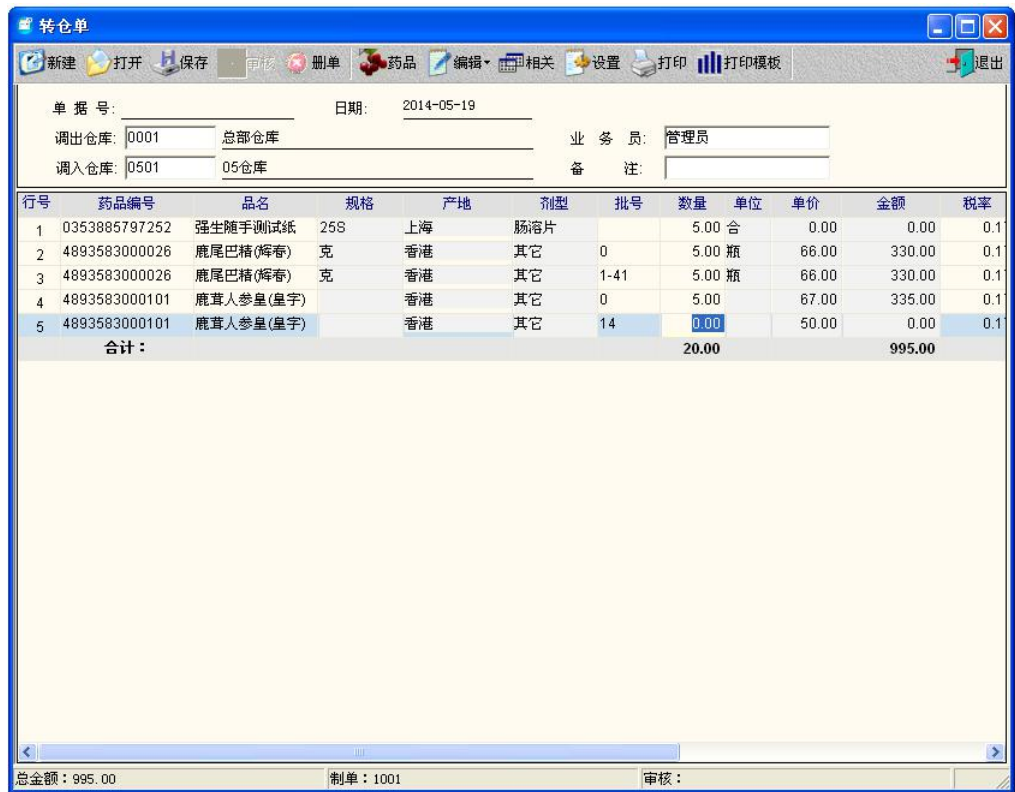 转仓单
新建 打开 保存 审核 删单 药品 编辑 相关 设置 打印 打印模板 退出
单 据 号: 日期: 2014-05-19
调出仓库: 0001 总部仓库 业 务 员: 管理员
调入仓库: 0501 05仓库 备 注:
行号 药品编号 品名 规格 产地 剂型 批号 数量 单位 单价 金额 税率
1 0353885797252 强生随手测试纸 25S 上海 肠溶片 5.00 合 0.00 0.00 0.1
2 4893583000026 鹿尾巴精(辉春) 克 香港 其它 0 5.00 瓶 66.00 330.00 0.1
3 4893583000026 鹿尾巴精(辉春) 克 香港 其它 1-41 5.00 瓶 66.00 330.00 0.1
4 4893583000101 鹿茸人参皇(皇字) 香港 其它 0 5.00 67.00 335.00 0.1
5 4893583000101 鹿茸人参皇(皇字) 香港 其它 14 0.00 50.00 0.00 0.1
合计： 20.00 995.00
总金额：995.00 制单：1001 审核：